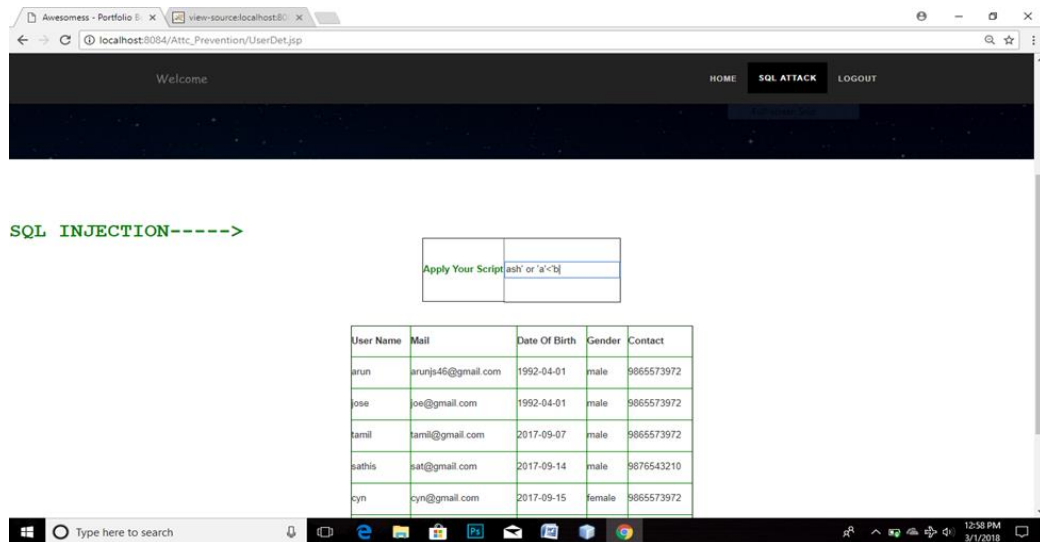 Awesomess - Portfolio B
view-source:localhost:80
localhost:8084/Attc_Prevention/UserDet.jsp
Welcome
HOME SQL ATTACK LOGOUT
SQL INJECTION----->
Apply Your Script ash' or 'a'<'b
User Name Mail Date Of Birth Gender Contact
arun arunjs46@gmail.com 1992-04-01 male 9865573972
jose joe@gmail.com 1992-04-01 male 9865573972
tamil tamil@gmail.com 2017-09-07 male 9865573972
sathis sat@gmail.com 2017-09-14 male 9876543210
cyn cyn@gmail.com 2017-09-15 female 9865573972
Type here to search
12:58 PM
3/1/2018